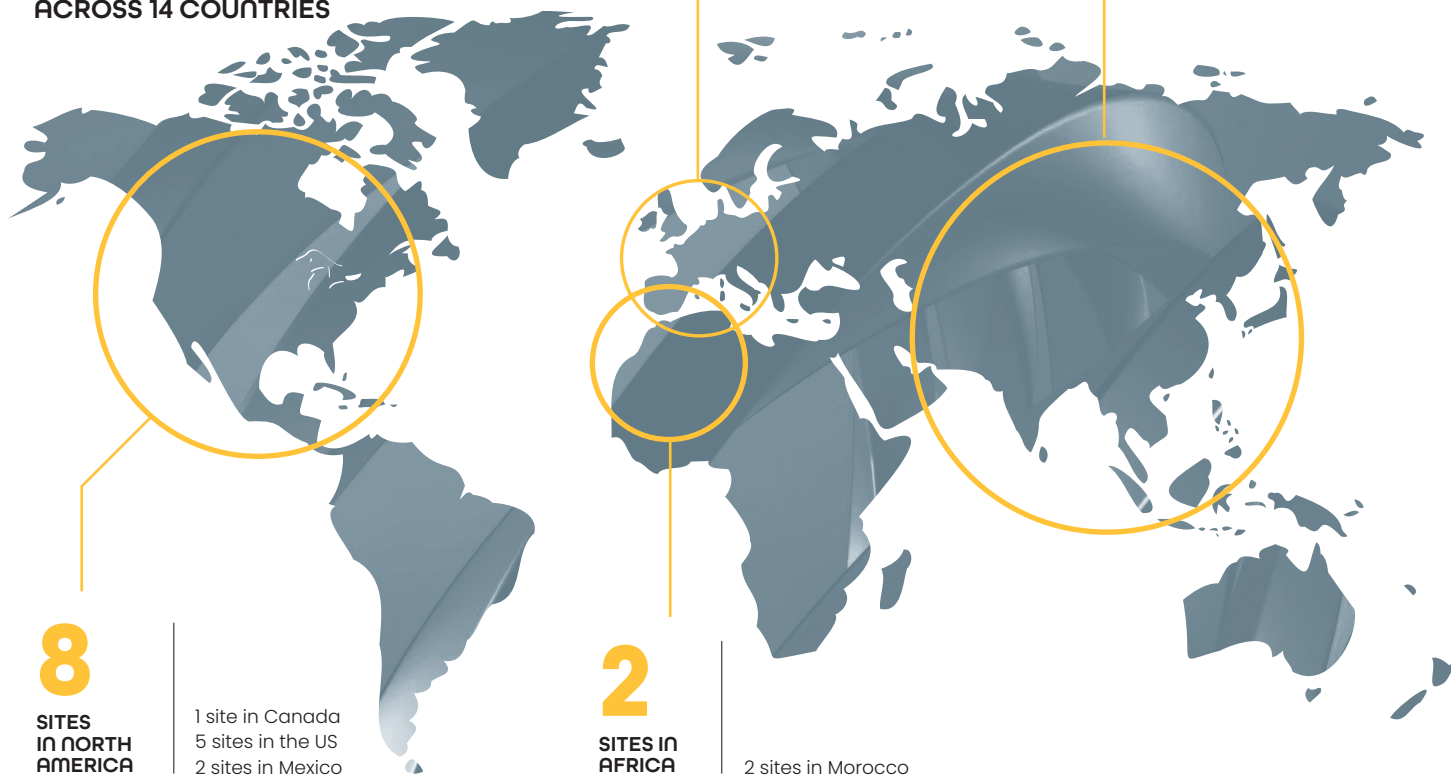 ACROSS 14 COUNTRIES
8
SITES
IN NORTH
AMERICA
1 site in Canada
5 sites in the US
2 sites in Mexico
2
SITES IN
AFRICA
2 sites in Morocco